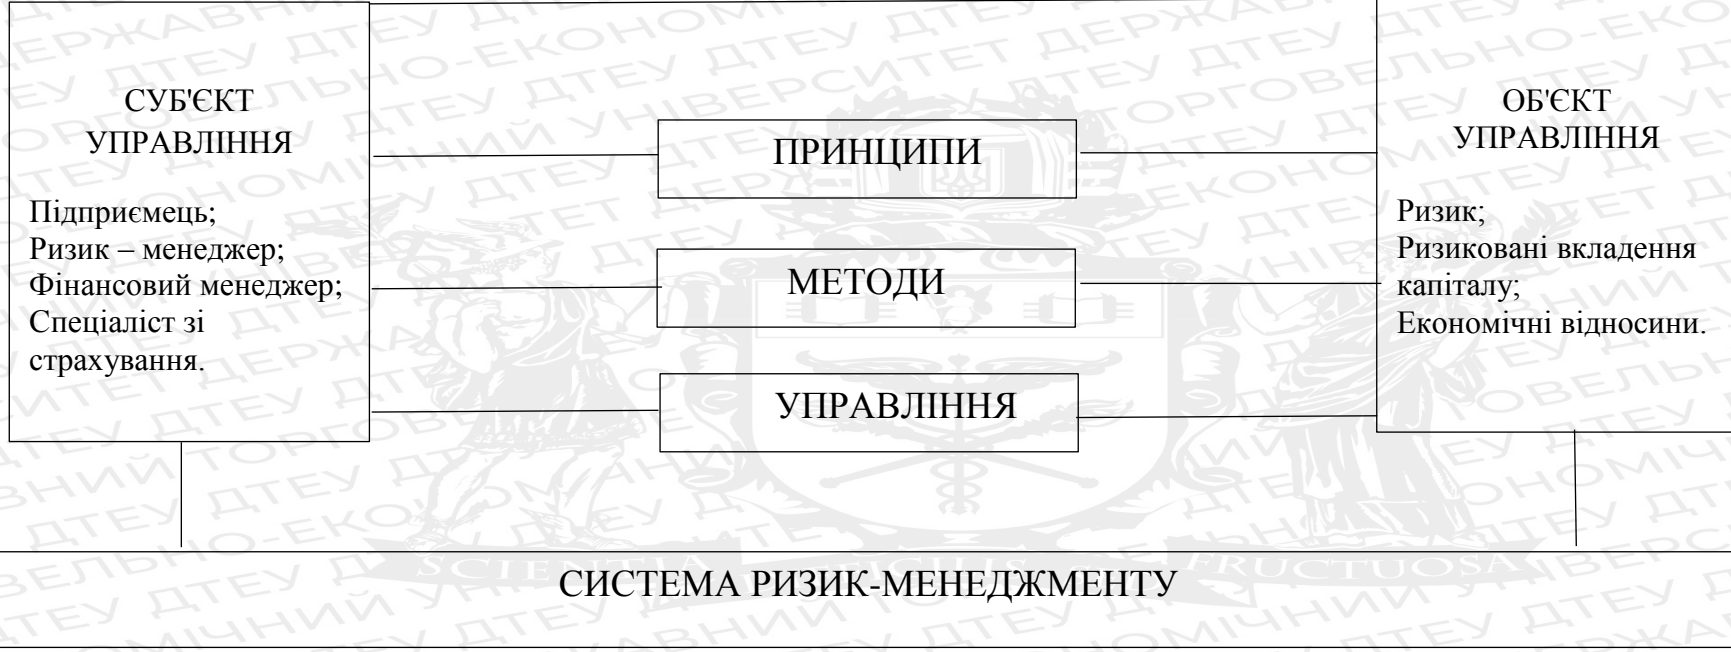 СУБ'ЄКТ
УПРАВЛІННЯ
Підприємець;
Ризик – менеджер;
Фінансовий менеджер;
Спеціаліст зі
страхування.
ПРИНЦИПИ
МЕТОДИ
УПРАВЛІННЯ
ОБ'ЄКТ
УПРАВЛІННЯ
Ризик;
Ризиковані вкладення
капіталу;
Економічні відносини.
СИСТЕМА РИЗИК-МЕНЕДЖМЕНТУ